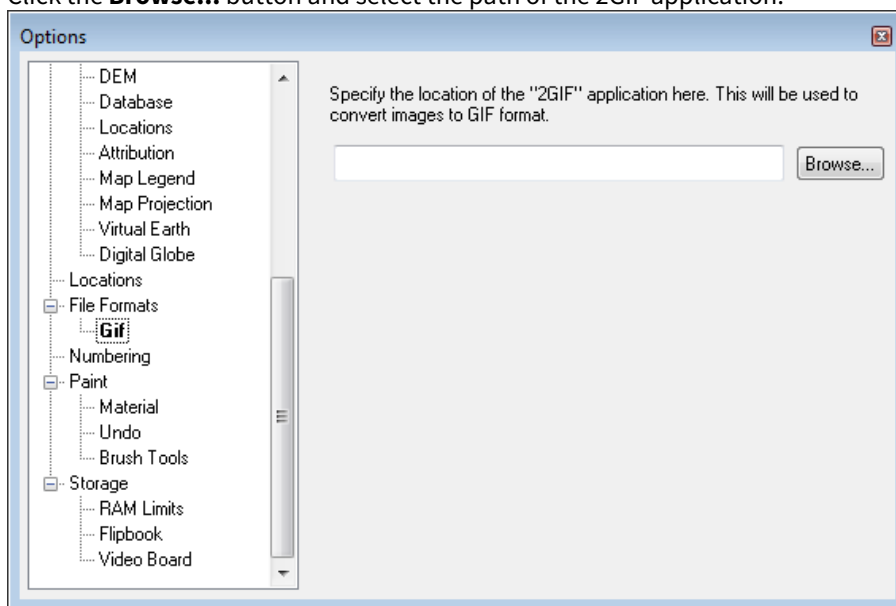 Click the Browse... button and select the path of the 2GIF application.
Options
DEM
Database
Locations
Attribution
Map Legend
Map Projection
Virtual Earth
Digital Globe
Locations
File Formats
Gif
Numbering
Paint
Material
Undo
Brush Tools
Storage
RAM Limits
Flipbook
Video Board
Specify the location of the "2GIF" application here. This will be used to
convert images to GIF format.
Browse...